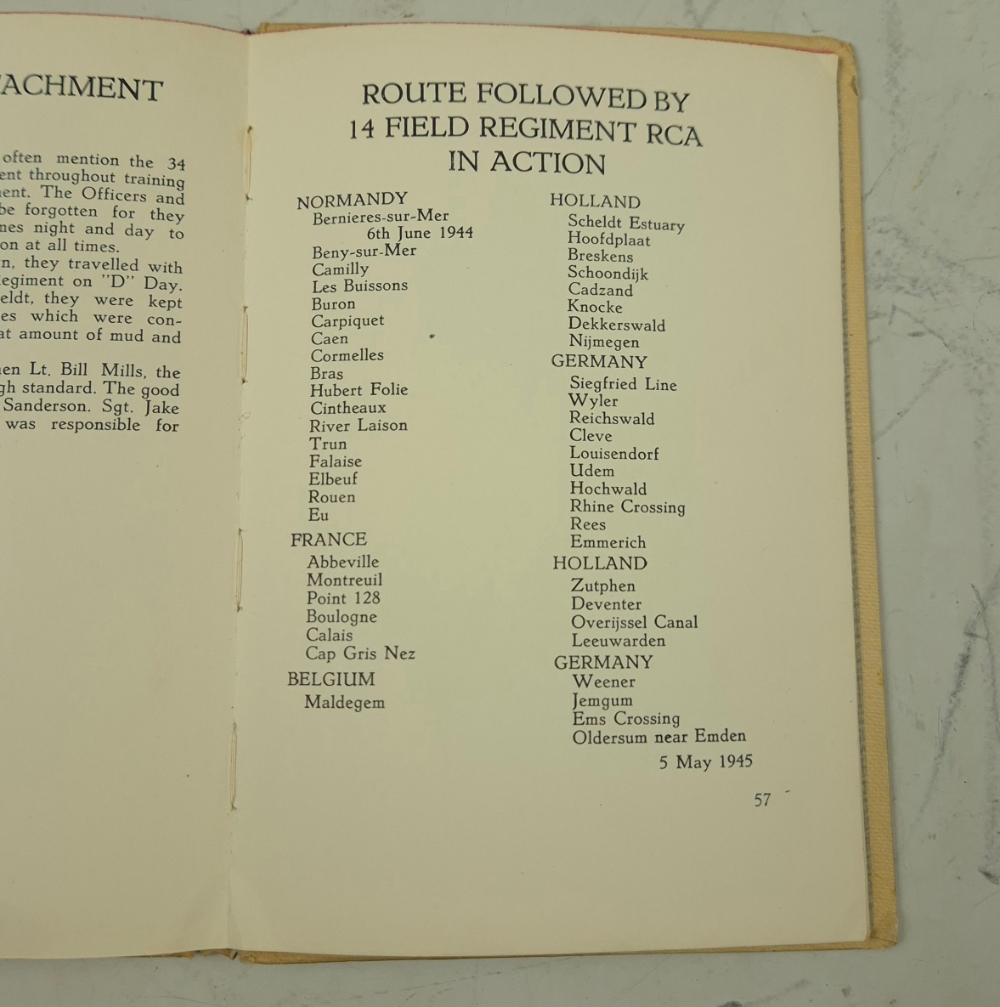 TACHMENT
often mention the 34
ent throughout training
ent. The Officers and
be forgotten for they
nes night and day to
on at all times.
n, they travelled with
egiment on "D" Day.
eldt, they were kept
es which were con-
at amount of mud and
en Lt. Bill Mills, the
gh standard. The good
Sanderson. Sgt. Jake
was responsible for
ROUTE FOLLOWED BY
14 FIELD REGIMENT RCA
IN ACTION
NORMANDY
Bernieres-sur-Mer
6th June 1944
Beny-sur-Mer
Camilly
Les Buissons
Buron
Carpiquet
Caen
Cormelles
Bras
Hubert Folie
Cintheaux
River Laison
Trun
Falaise
Elbeuf
Rouen
Eu
FRANCE
Abbeville
Montreuil
Point 128
Boulogne
Calais
Cap Gris Nez
BELGIUM
Maldegem
HOLLAND
Scheldt Estuary
Hoofdplaat
Breskens
Schoondijk
Cadzand
Knocke
Dekkerswald
Nijmegen
GERMANY
Siegfried Line
Wyler
Reichswald
Cleve
Louisendorf
Udem
Hochwald
Rhine Crossing
Rees
Emmerich
HOLLAND
Zutphen
Deventer
Overijssel Canal
Leeuwarden
GERMANY
Weener
Jemgum
Ems Crossing
Oldersum near Emden
5 May 1945
57